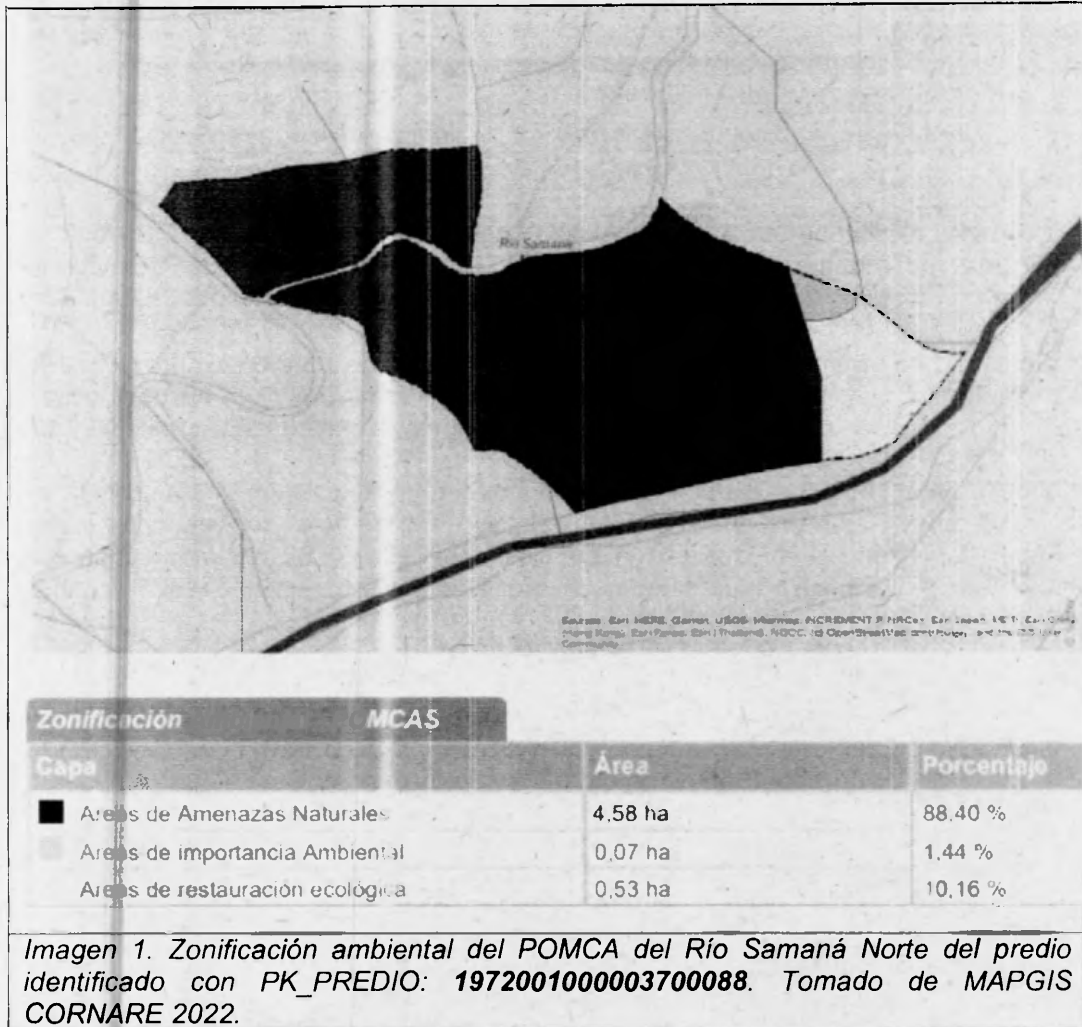 Río Samaná
Zonificación MCAS
Capa Área Porcentaje
Areas de Amenazas Naturales 4,58 ha 88,40 %
Areas de importancia Ambiental 0,07 ha 1,44 %
Areas de restauración ecológica 0,53 ha 10,16 %
Imagen 1. Zonificación ambiental del POMCA del Río Samaná Norte del predio
identificado con PK_PREDIO: 1972001000003700088. Tomado de MAPGIS
CORNARE 2022.